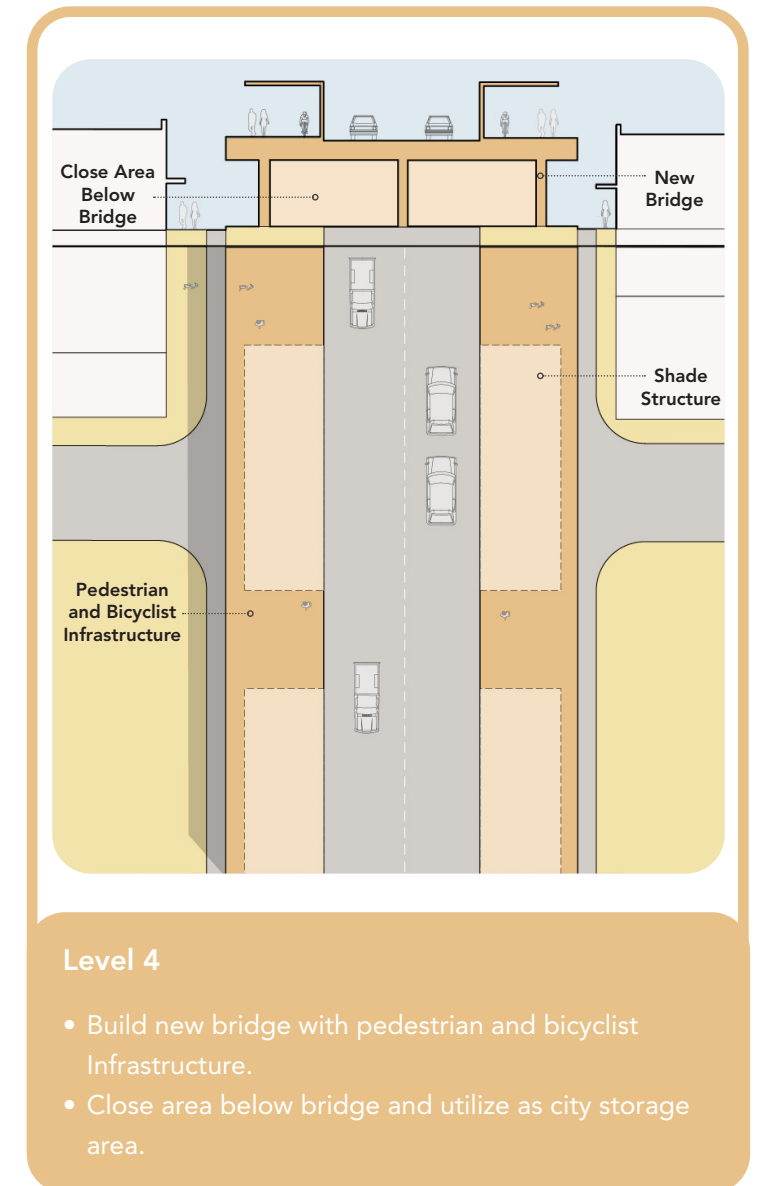 Close Area
Below
Bridge
New
Bridge
Shade
Structure
Pedestrian
and Bicyclist
Infrastructure
Level 4
• Build new bridge with pedestrian and bicyclist
Infrastructure.
• Close area below bridge and utilize as city storage
area.